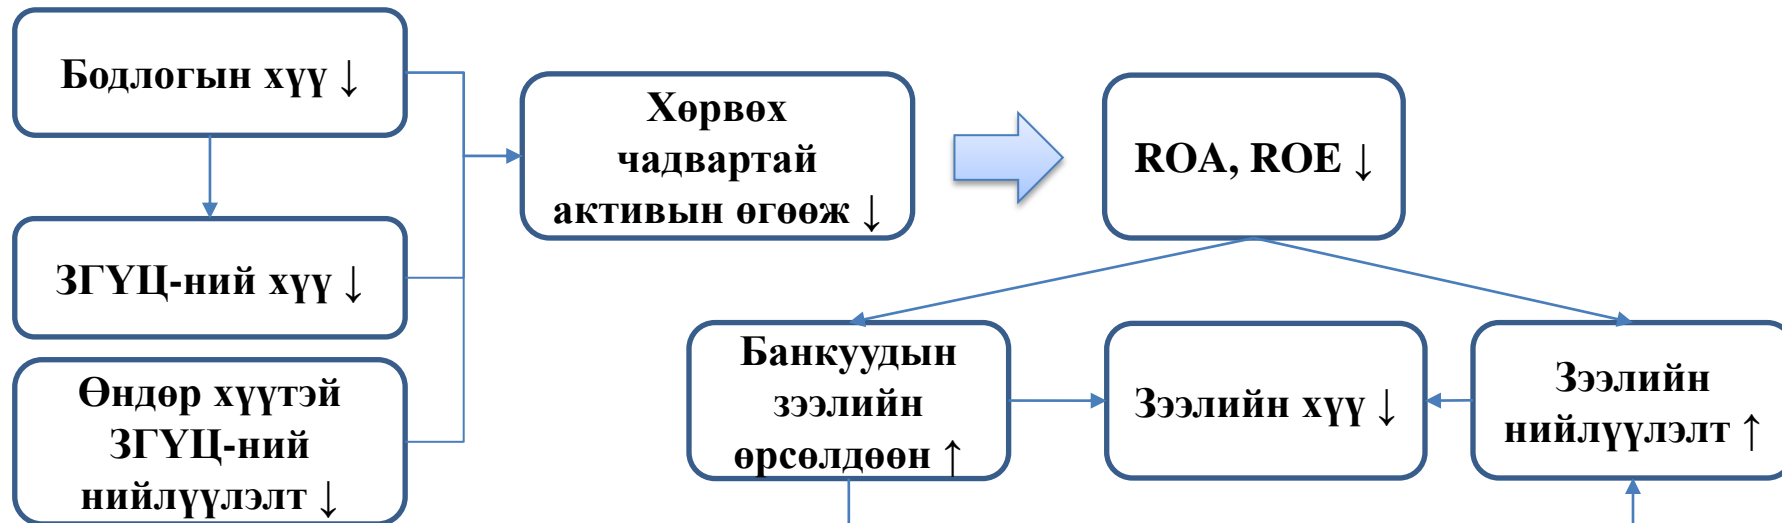 Бодлогын хүү ↓
ЗГҮЦ-ний хүү ↓
Өндөр хүүтэй
ЗГҮЦ-ний
нийлүүлэлт ↓
Хөрвөх
чадвартай
активын өгөөж ↓
ROA, ROE ↓
Банкуудын
зээлийн
өрсөлдөөн ↑
Зээлийн хүү ↓
Зээлийн
нийлүүлэлт ↑